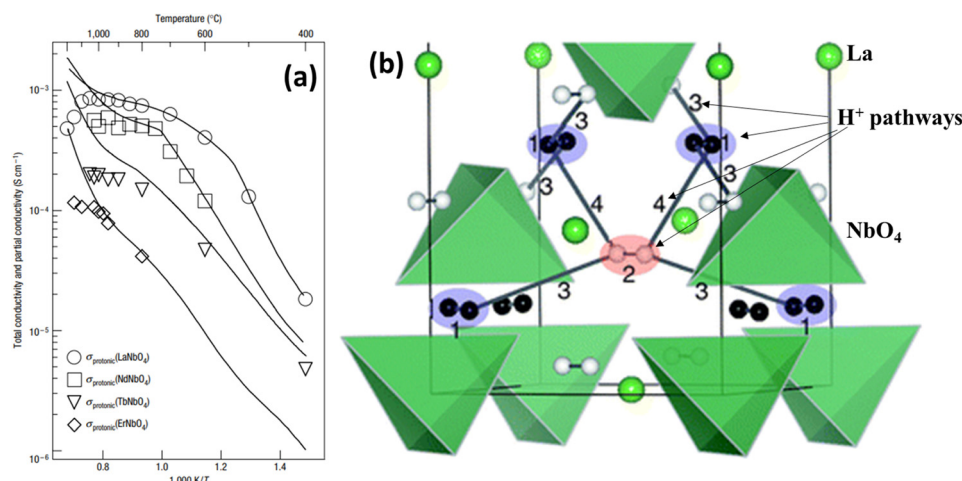 Temperature (°C)
1,000 800 600 400
(a)
10⁻³
10⁻⁴
10⁻⁵
10⁻⁶
Total conductivity and partial conductivity (S cm⁻¹)
σprotonic(LaNbO₄)
σprotonic(NdNbO₄)
σprotonic(TbNbO₄)
σprotonic(ErNbO₄)
0.8 1.0 1.2 1.4
1,000 K/T
(b)
La
3
3
H⁺ pathways
1
1
3
3
4
4
NbO₄
2
3
3
1
1